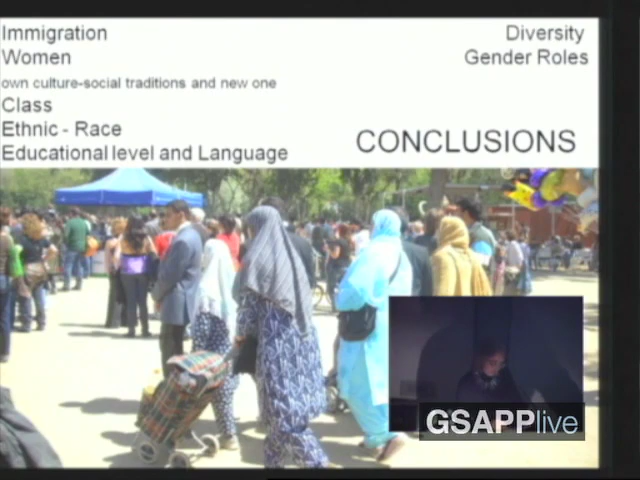 Immigration
Women
own culture-social traditions and new one
Class
Ethnic - Race
Educational level and Language
Diversity
Gender Roles
CONCLUSIONS
GSAPPlive